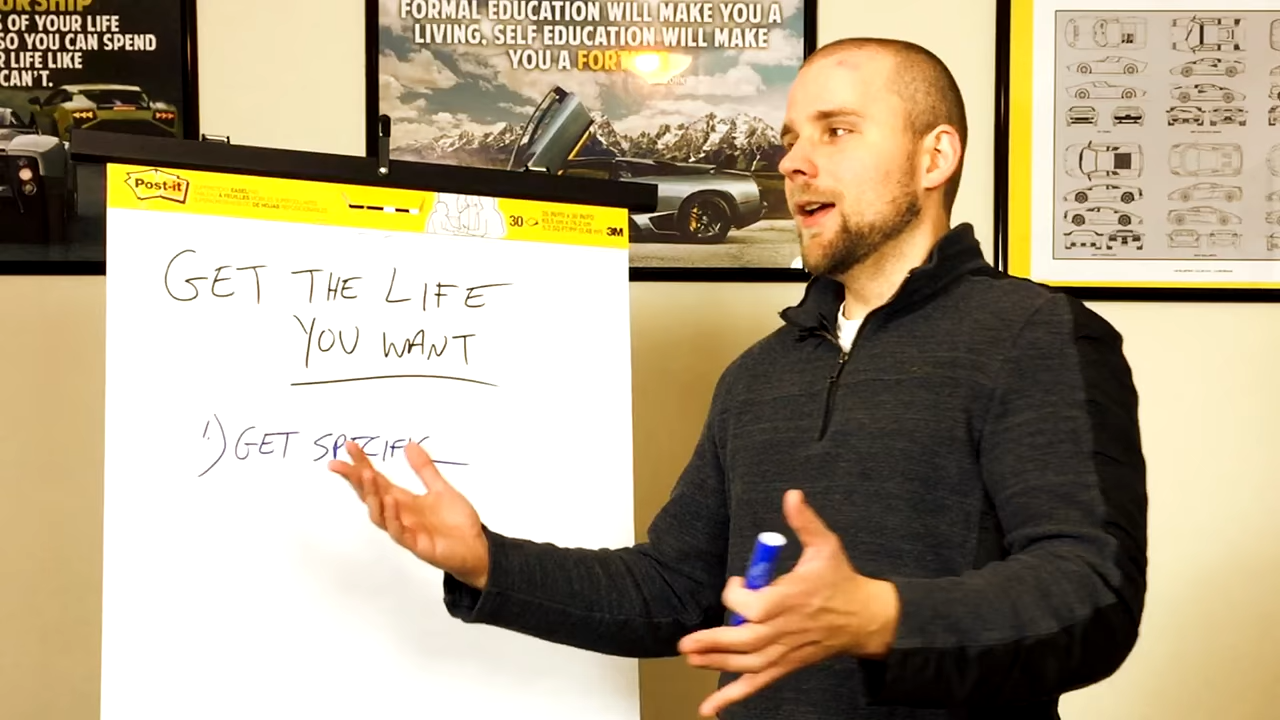 URSHIP
S OF YOUR LIFE
SO YOU CAN SPEND
R LIFE LIKE
CAN'T.
FORMAL EDUCATION WILL MAKE YOU A
LIVING, SELF EDUCATION WILL MAKE
YOU A FORTUNE
Post-it
30
3M
GET THE LIFE
YOU WANT
1.) GET SPECIFIC